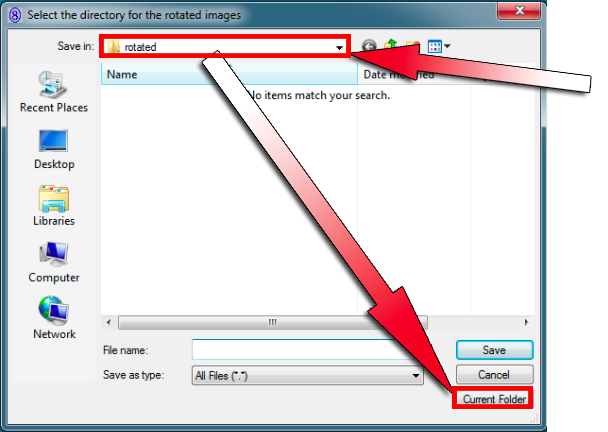 Select the directory for the rotated images
Save in: rotated
Name Date modified
No items match your search.
Recent Places
Desktop
Libraries
Computer
Network
File name:
Save
Save as type: All Files (*.*)
Cancel
Current Folder